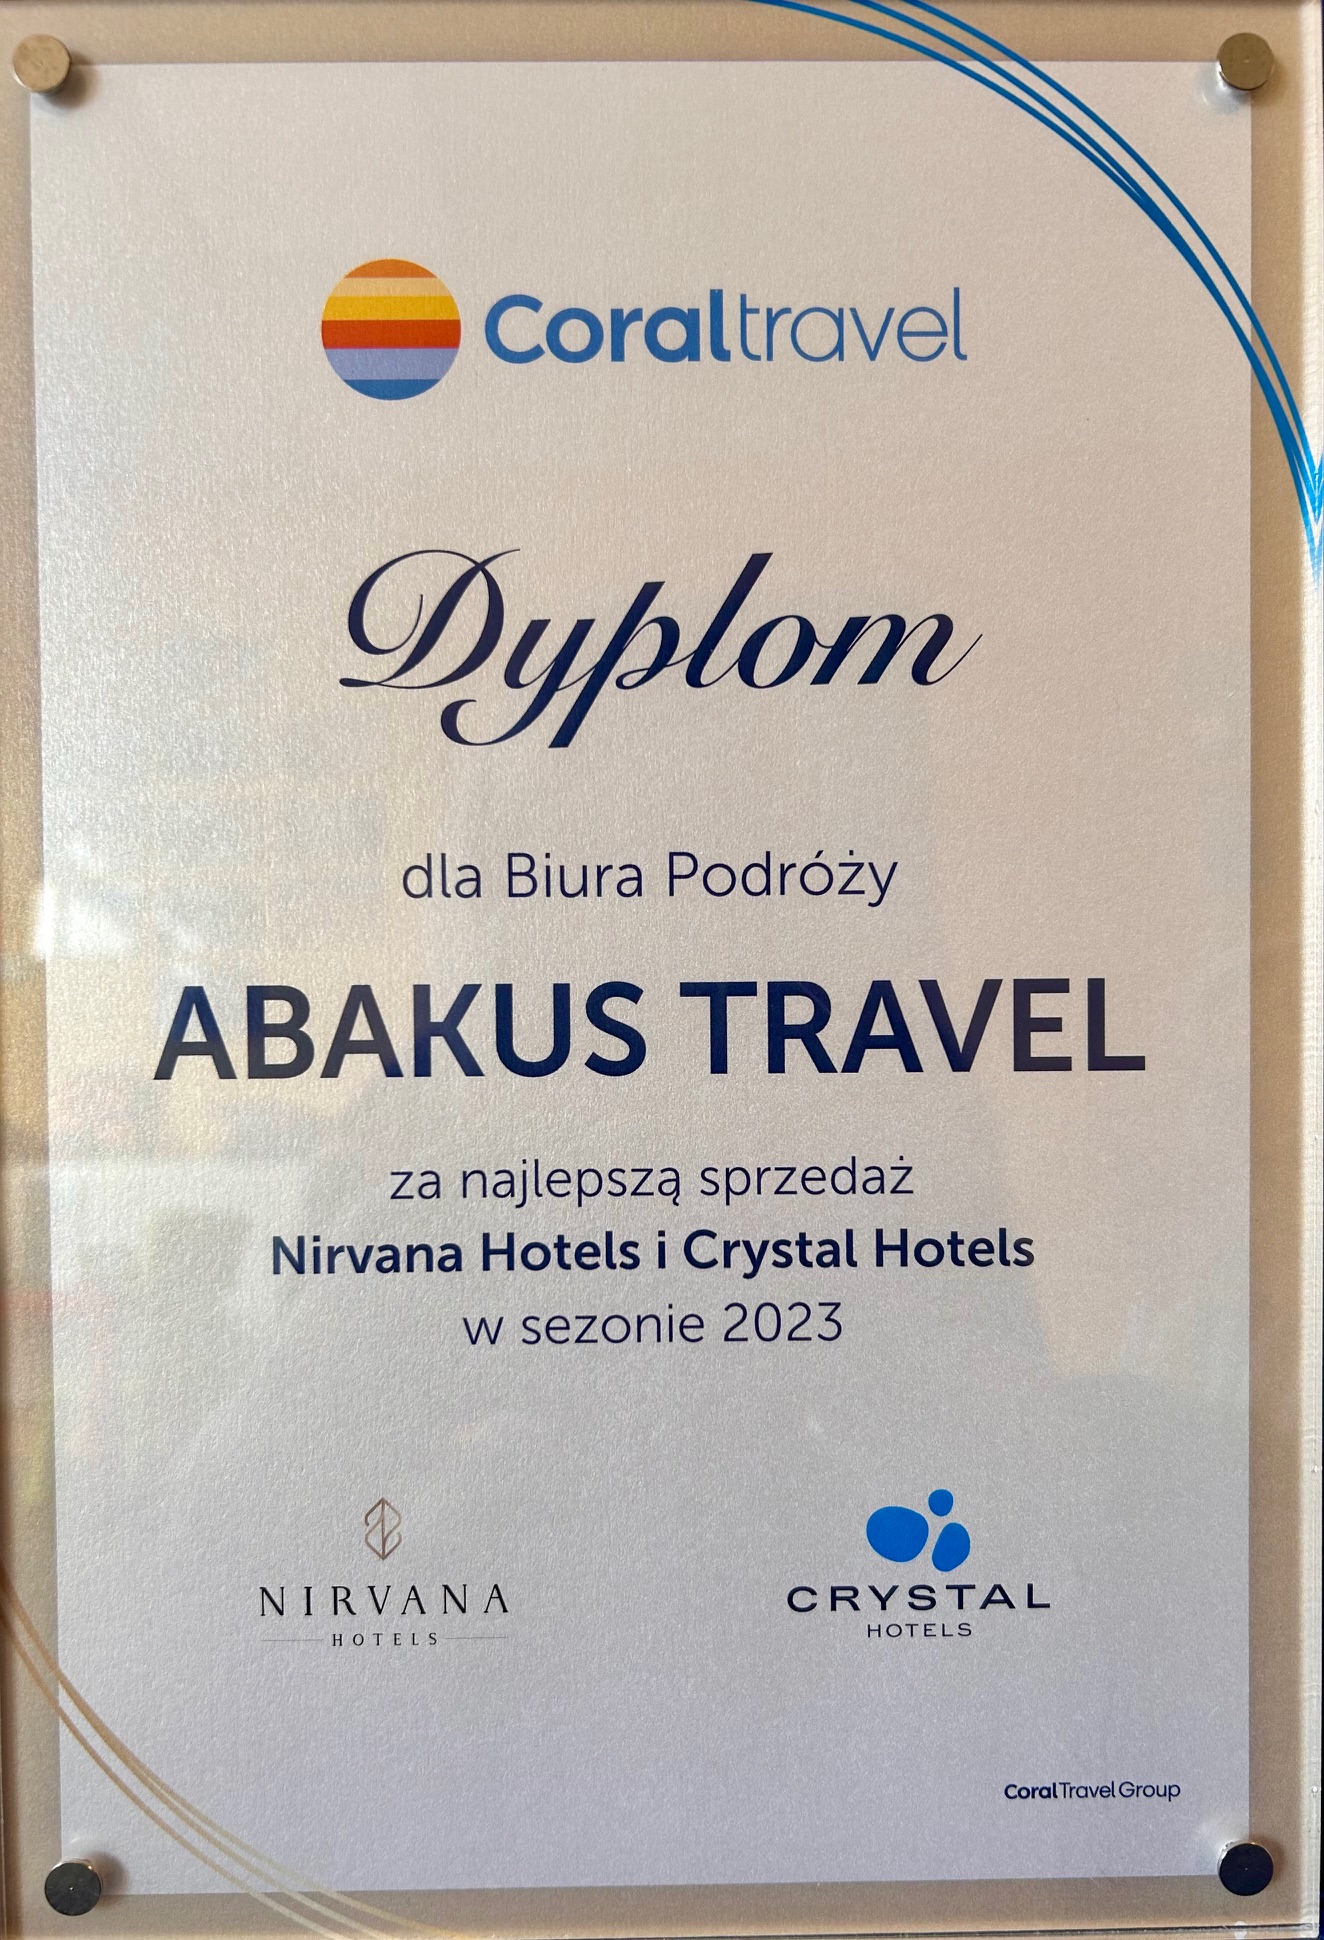 Coraltravel
Dyplom
dla Biura Podróży
ABAKUS TRAVEL
za najlepszą sprzedaż
Nirvana Hotels i Crystal Hotels
w sezonie 2023
NIRVANA
HOTELS
CRYSTAL
HOTELS
CoralTravelGroup